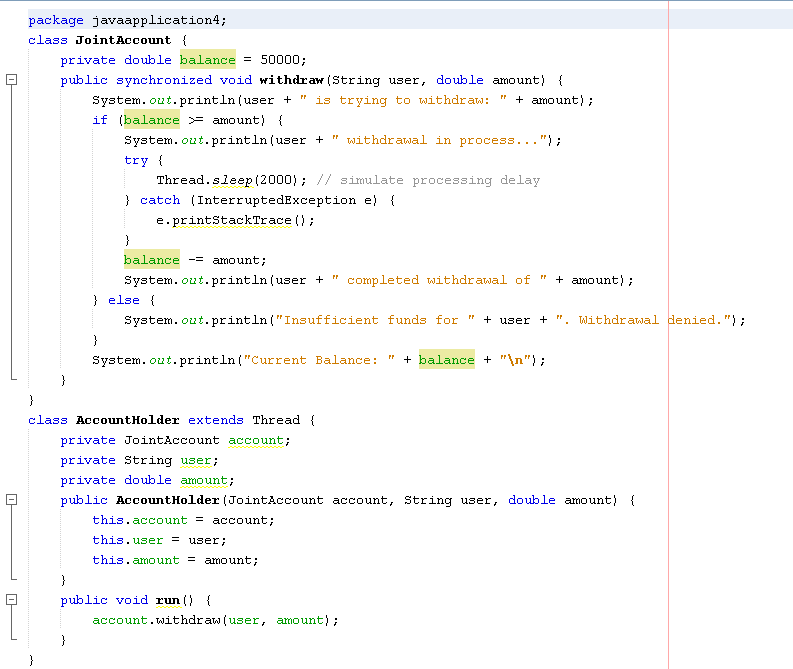 package javaapplication4;
class JointAccount {
    private double balance = 50000;
    public synchronized void withdraw(String user, double amount) {
        System.out.println(user + " is trying to withdraw: " + amount);
        if (balance >= amount) {
            System.out.println(user + " withdrawal in process...");
            try {
                Thread.sleep(2000); // simulate processing delay
            } catch (InterruptedException e) {
                e.printStackTrace();
            }
            balance -= amount;
            System.out.println(user + " completed withdrawal of " + amount);
        } else {
            System.out.println("Insufficient funds for " + user + ". Withdrawal denied.");
        }
        System.out.println("Current Balance: " + balance + "\n");
    }
}
class AccountHolder extends Thread {
    private JointAccount account;
    private String user;
    private double amount;
    public AccountHolder(JointAccount account, String user, double amount) {
        this.account = account;
        this.user = user;
        this.amount = amount;
    }
    public void run() {
        account.withdraw(user, amount);
    }
}